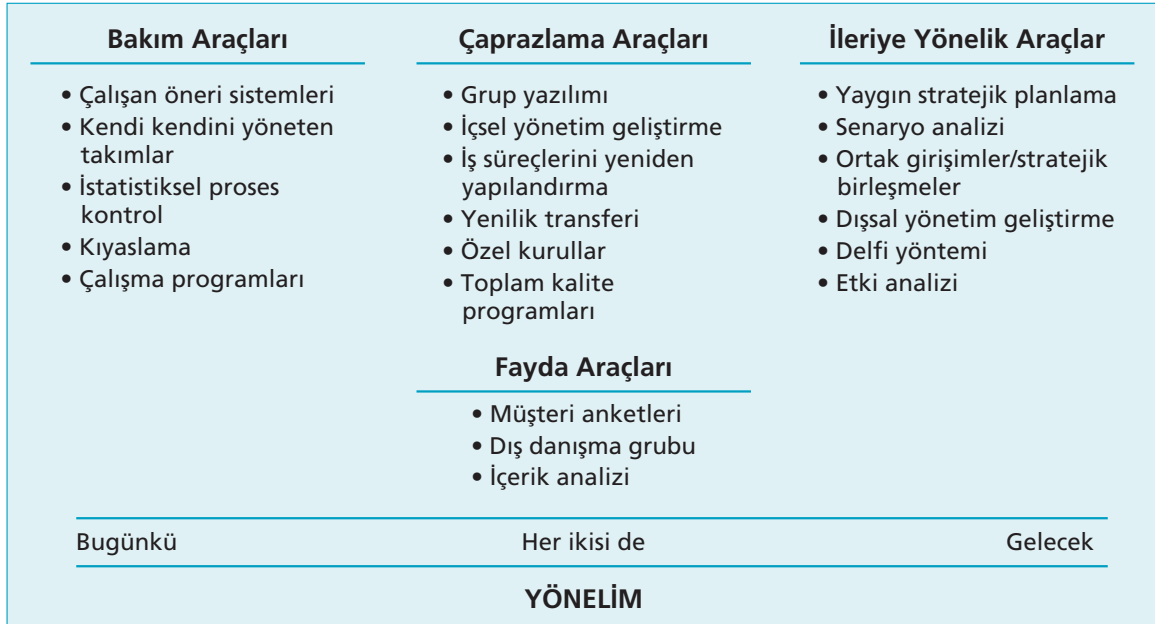 Bakım Araçları
• Çalışan öneri sistemleri
• Kendi kendini yöneten
takımlar
• İstatistiksel proses
kontrol
• Kıyaslama
• Çalışma programları
Çaprazlama Araçları
• Grup yazılımı
• İçsel yönetim geliştirme
• İş süreçlerini yeniden
yapılandırma
• Yenilik transferi
• Özel kurullar
• Toplam kalite
programları
Fayda Araçları
• Müşteri anketleri
• Dış danışma grubu
• İçerik analizi
İleriye Yönelik Araçlar
• Yaygın stratejik planlama
• Senaryo analizi
• Ortak girişimler/stratejik
birleşmeler
• Dışsal yönetim geliştirme
• Delfi yöntemi
• Etki analizi
Bugünkü
Her ikisi de
Gelecek
YÖNELİM